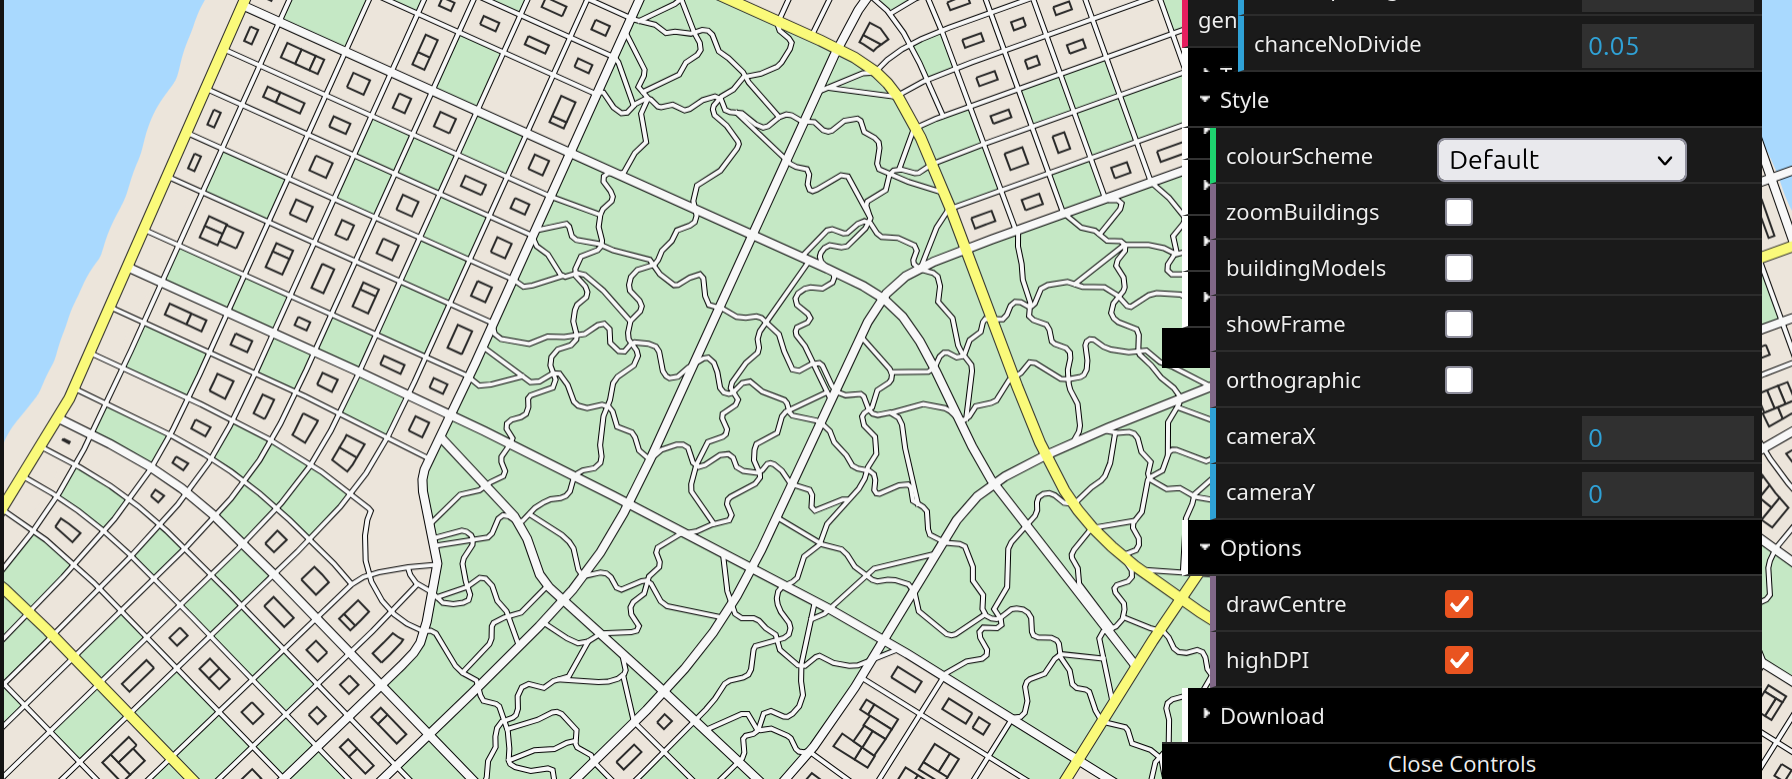 gen
chanceNoDivide 0.05
Style
colourScheme Default
zoomBuildings
buildingModels
showFrame
orthographic
cameraX 0
cameraY 0
Options
drawCentre
highDPI
Download
Close Controls